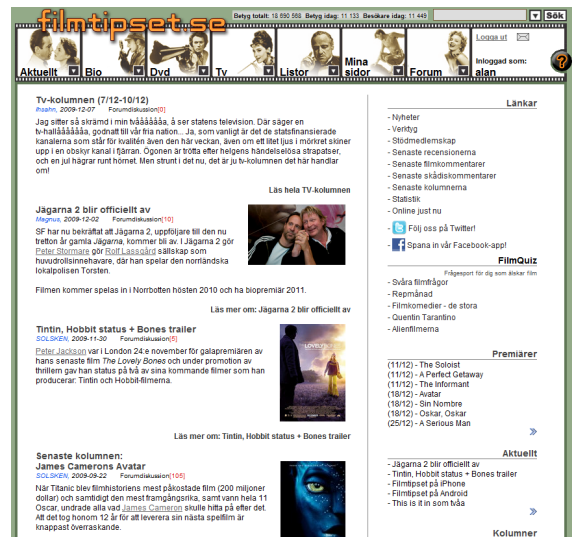 filmtipset.se
Betyg totalt: 18 690 568 Betyg idag: 11 133 Besökare idag: 11 449
Sök
Logga ut
Inloggad som:
alan
Aktuellt
Bio
Dvd
Tv
Listor
Mina sidor
Forum
Tv-kolumnen (7/12-10/12)
Ihsahn, 2009-12-07 Forumdiskussion[0]
Jag sitter så skrämd i min tvåååååååa, å ser statens television. Där säger en
tv-hallååååååa, godnatt till vår fria nation... Ja, som vanligt är det de statsfinansierade
kanalerna som står för kvalitén även den här veckan, även om ett litet ljus i mörkret skiner
upp i en obskyr kanal i fjärran. Ögonen är trötta efter helgens händelselösa strapatser,
och en jul hägrar runt hörnet. Men strunt i det nu, det är ju tv-kolumnen det här handlar
om!
Läs hela TV-kolumnen
Jägarna 2 blir officiellt av
Magnus, 2009-12-02 Forumdiskussion[10]
SF har nu bekräftat att Jägarna 2, uppföljare till den nu
tretton år gamla Jägarna, kommer bli av. I Jägarna 2 gör
Peter Stormare gör Rolf Lassgård sällskap som
huvudrollsinnehavare, där han spelar den norrländska
lokalpolisen Torsten.
Filmen kommer spelas in i Norrbotten hösten 2010 och ha biopremiär 2011.
Läs mer om: Jägarna 2 blir officiellt av
Tintin, Hobbit status + Bones trailer
SOLSKEN, 2009-11-30 Forumdiskussion[5]
Peter Jackson var i London 24:e november för galapremiären av
hans senaste film The Lovely Bones och under promotion av
thrillern gav han status på två av sina kommande filmer som han
producerar: Tintin och Hobbit-filmerna.
LOVELY BONES
Läs mer om: Tintin, Hobbit status + Bones trailer
Senaste kolumnen:
James Camerons Avatar
SOLSKEN, 2009-09-22 Forumdiskussion[105]
När Titanic blev filmhistoriens mest påkostade film (200 miljoner
dollar) och samtidigt den mest framgångsrika, samt vann hela 11
Oscar, undrade alla vad James Cameron skulle hitta på efter det.
Att det tog honom 12 år för att leverera sin nästa spelfilm är
knappast överraskande.
Länkar
- Nyheter
- Verktyg
- Stödmedlemskap
- Senaste recensionerna
- Senaste filmkommentarer
- Senaste skådiskommentarer
- Senaste kolumnerna
- Statistik
- Online just nu
- Följ oss på Twitter!
- Spana in vår Facebook-app!
FilmQuiz
Frågesport för dig som älskar film
- Svåra filmfrågor
- Repmånad
- Filmkomedier - de stora
- Quentin Tarantino
- Alienfilmerna
Premiärer
(11/12) - The Soloist
(11/12) - A Perfect Getaway
(11/12) - The Informant
(18/12) - Avatar
(18/12) - Sin Nombre
(18/12) - Oskar, Oskar
(25/12) - A Serious Man
Aktuellt
- Jägarna 2 blir officiellt av
- Tintin, Hobbit status + Bones trailer
- Filmtipset på iPhone
- Filmtipset på Android
- This is it in som tvåa
Kolumner